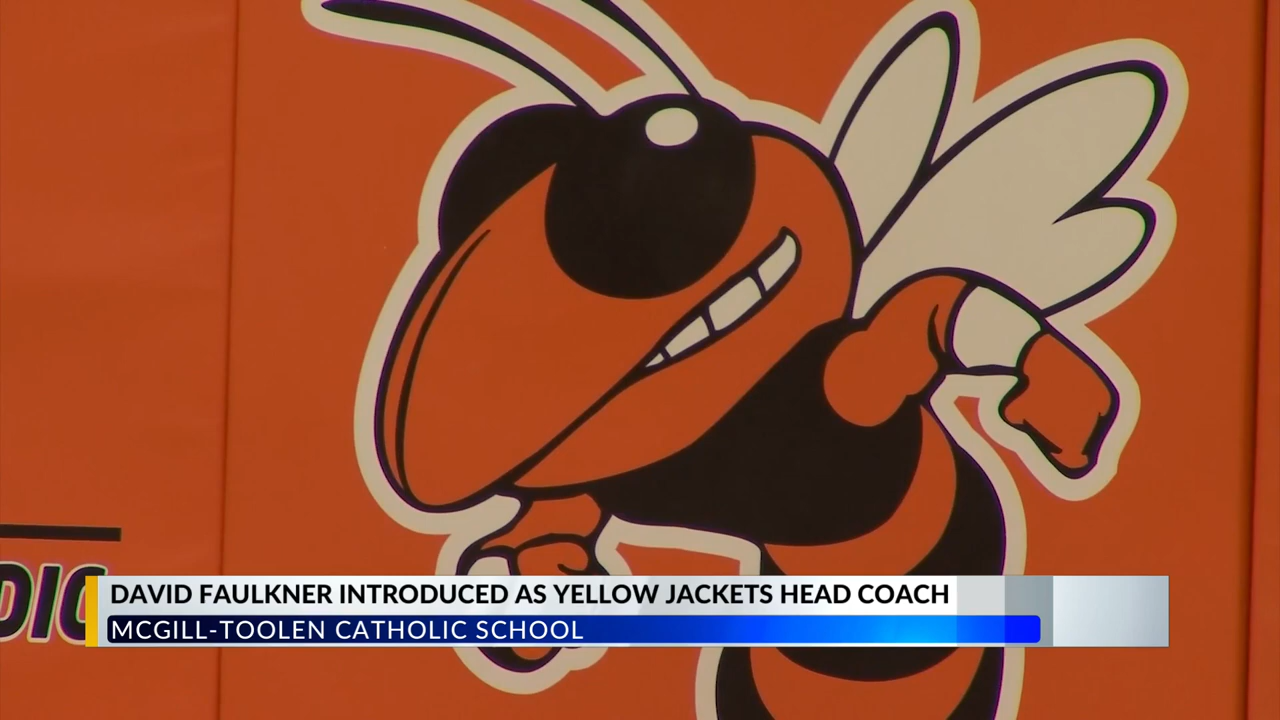 DAVID FAULKNER INTRODUCED AS YELLOW JACKETS HEAD COACH
MCGILL-TOOLEN CATHOLIC SCHOOL